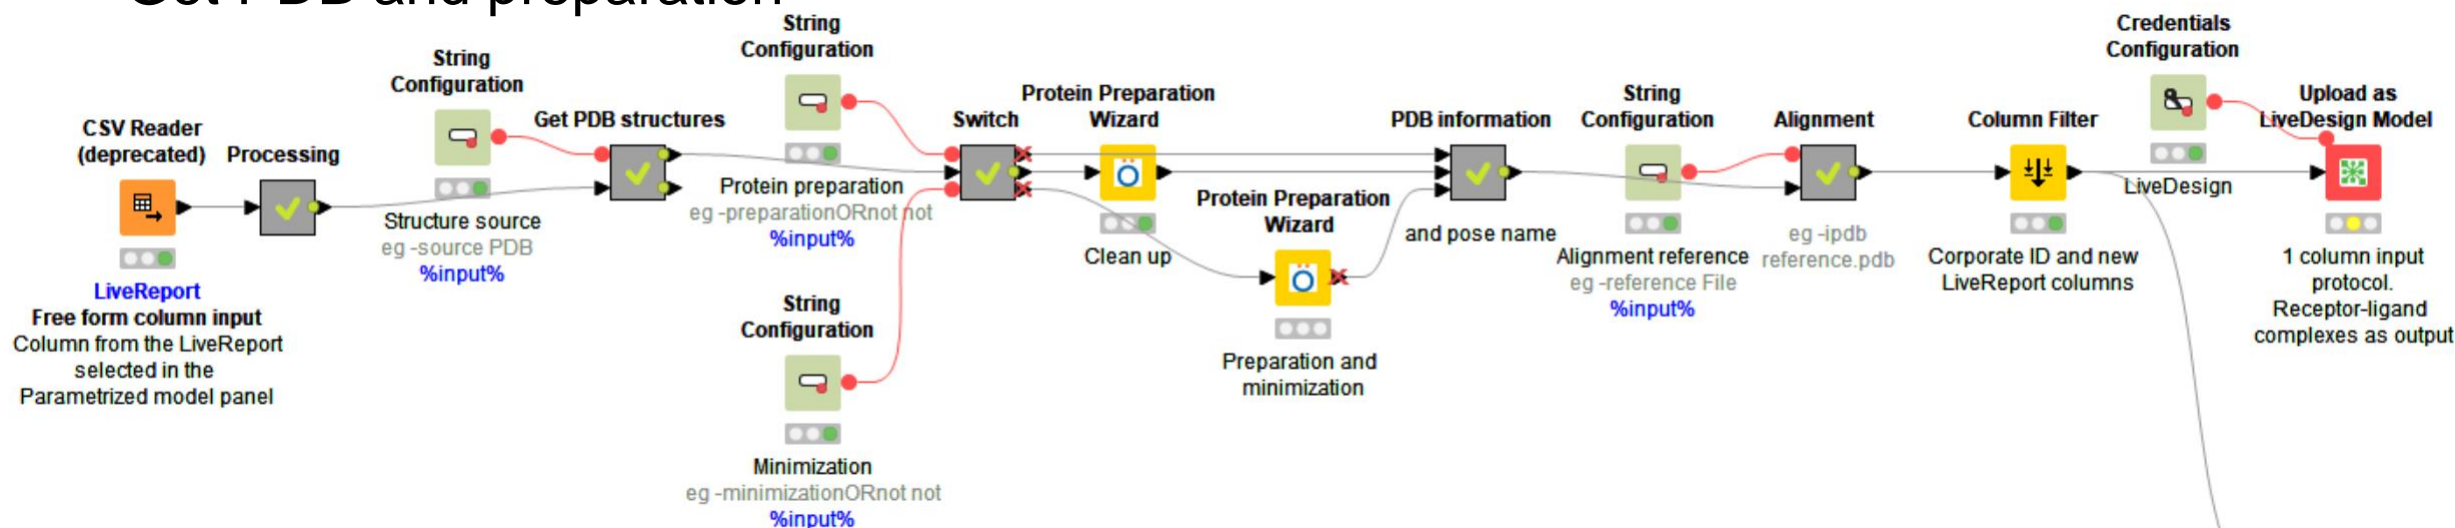 Get PDB and preparation
CSV Reader
(deprecated)
LiveReport
Free form column input
Column from the LiveReport
selected in the
Parametrized model panel
Processing
String
Configuration
Structure source
eg -source PDB
%input%
Get PDB structures
String
Configuration
Protein preparation
eg -preparationORnot not
%input%
String
Configuration
Minimization
eg -minimizationORnot not
%input%
Switch
Protein Preparation
Wizard
Clean up
Protein Preparation
Wizard
Preparation and
minimization
PDB information
and pose name
String
Configuration
Alignment reference
eg -reference File
%input%
Alignment
eg -ipdb
reference.pdb
Column Filter
Corporate ID and new
LiveReport columns
Credentials
Configuration
LiveDesign
Upload as
LiveDesign Model
1 column input
protocol.
Receptor-ligand
complexes as output